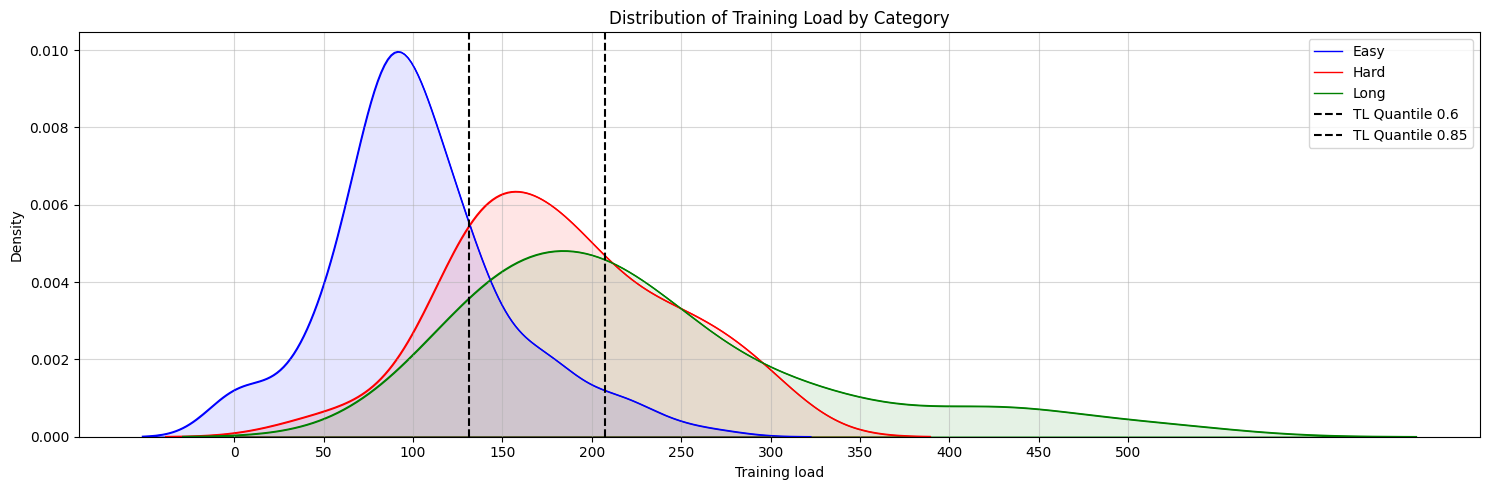 Distribution of Training Load by Category
Density
0.010
0.008
0.006
0.004
0.002
0.000
0 50 100 150 200 250 300 350 400 450 500
Training load
Easy
Hard
Long
TL Quantile 0.6
TL Quantile 0.85